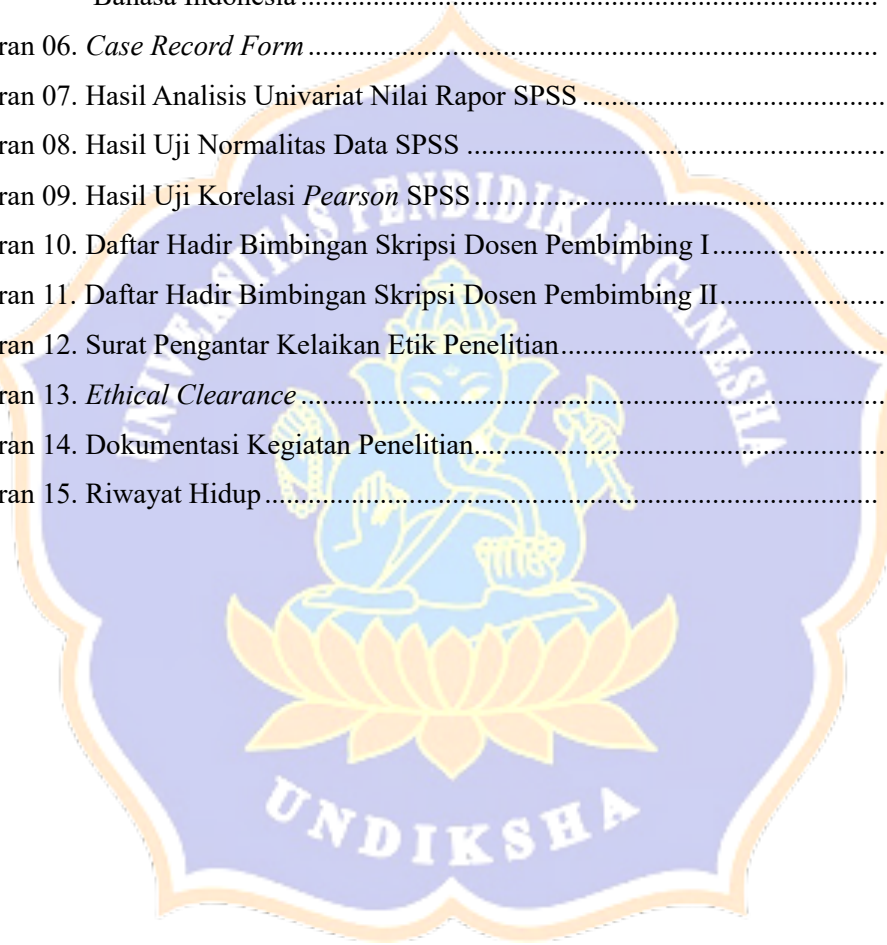 Bahasa Indonesia................................................................................
ran 06. Case Record Form................................................................................
ran 07. Hasil Analisis Univariat Nilai Rapor SPSS..........................................
ran 08. Hasil Uji Normalitas Data SPSS............................................................
ran 09. Hasil Uji Korelasi Pearson SPSS...........................................................
ran 10. Daftar Hadir Bimbingan Skripsi Dosen Pembimbing I.........................
ran 11. Daftar Hadir Bimbingan Skripsi Dosen Pembimbing II........................
ran 12. Surat Pengantar Kelaikan Etik Penelitian..............................................
ran 13. Ethical Clearance..................................................................................
ran 14. Dokumentasi Kegiatan Penelitian..........................................................
ran 15. Riwayat Hidup.......................................................................................
UNIVERSITAS PENDIDIKAN GANESHA
UNDIKSHA